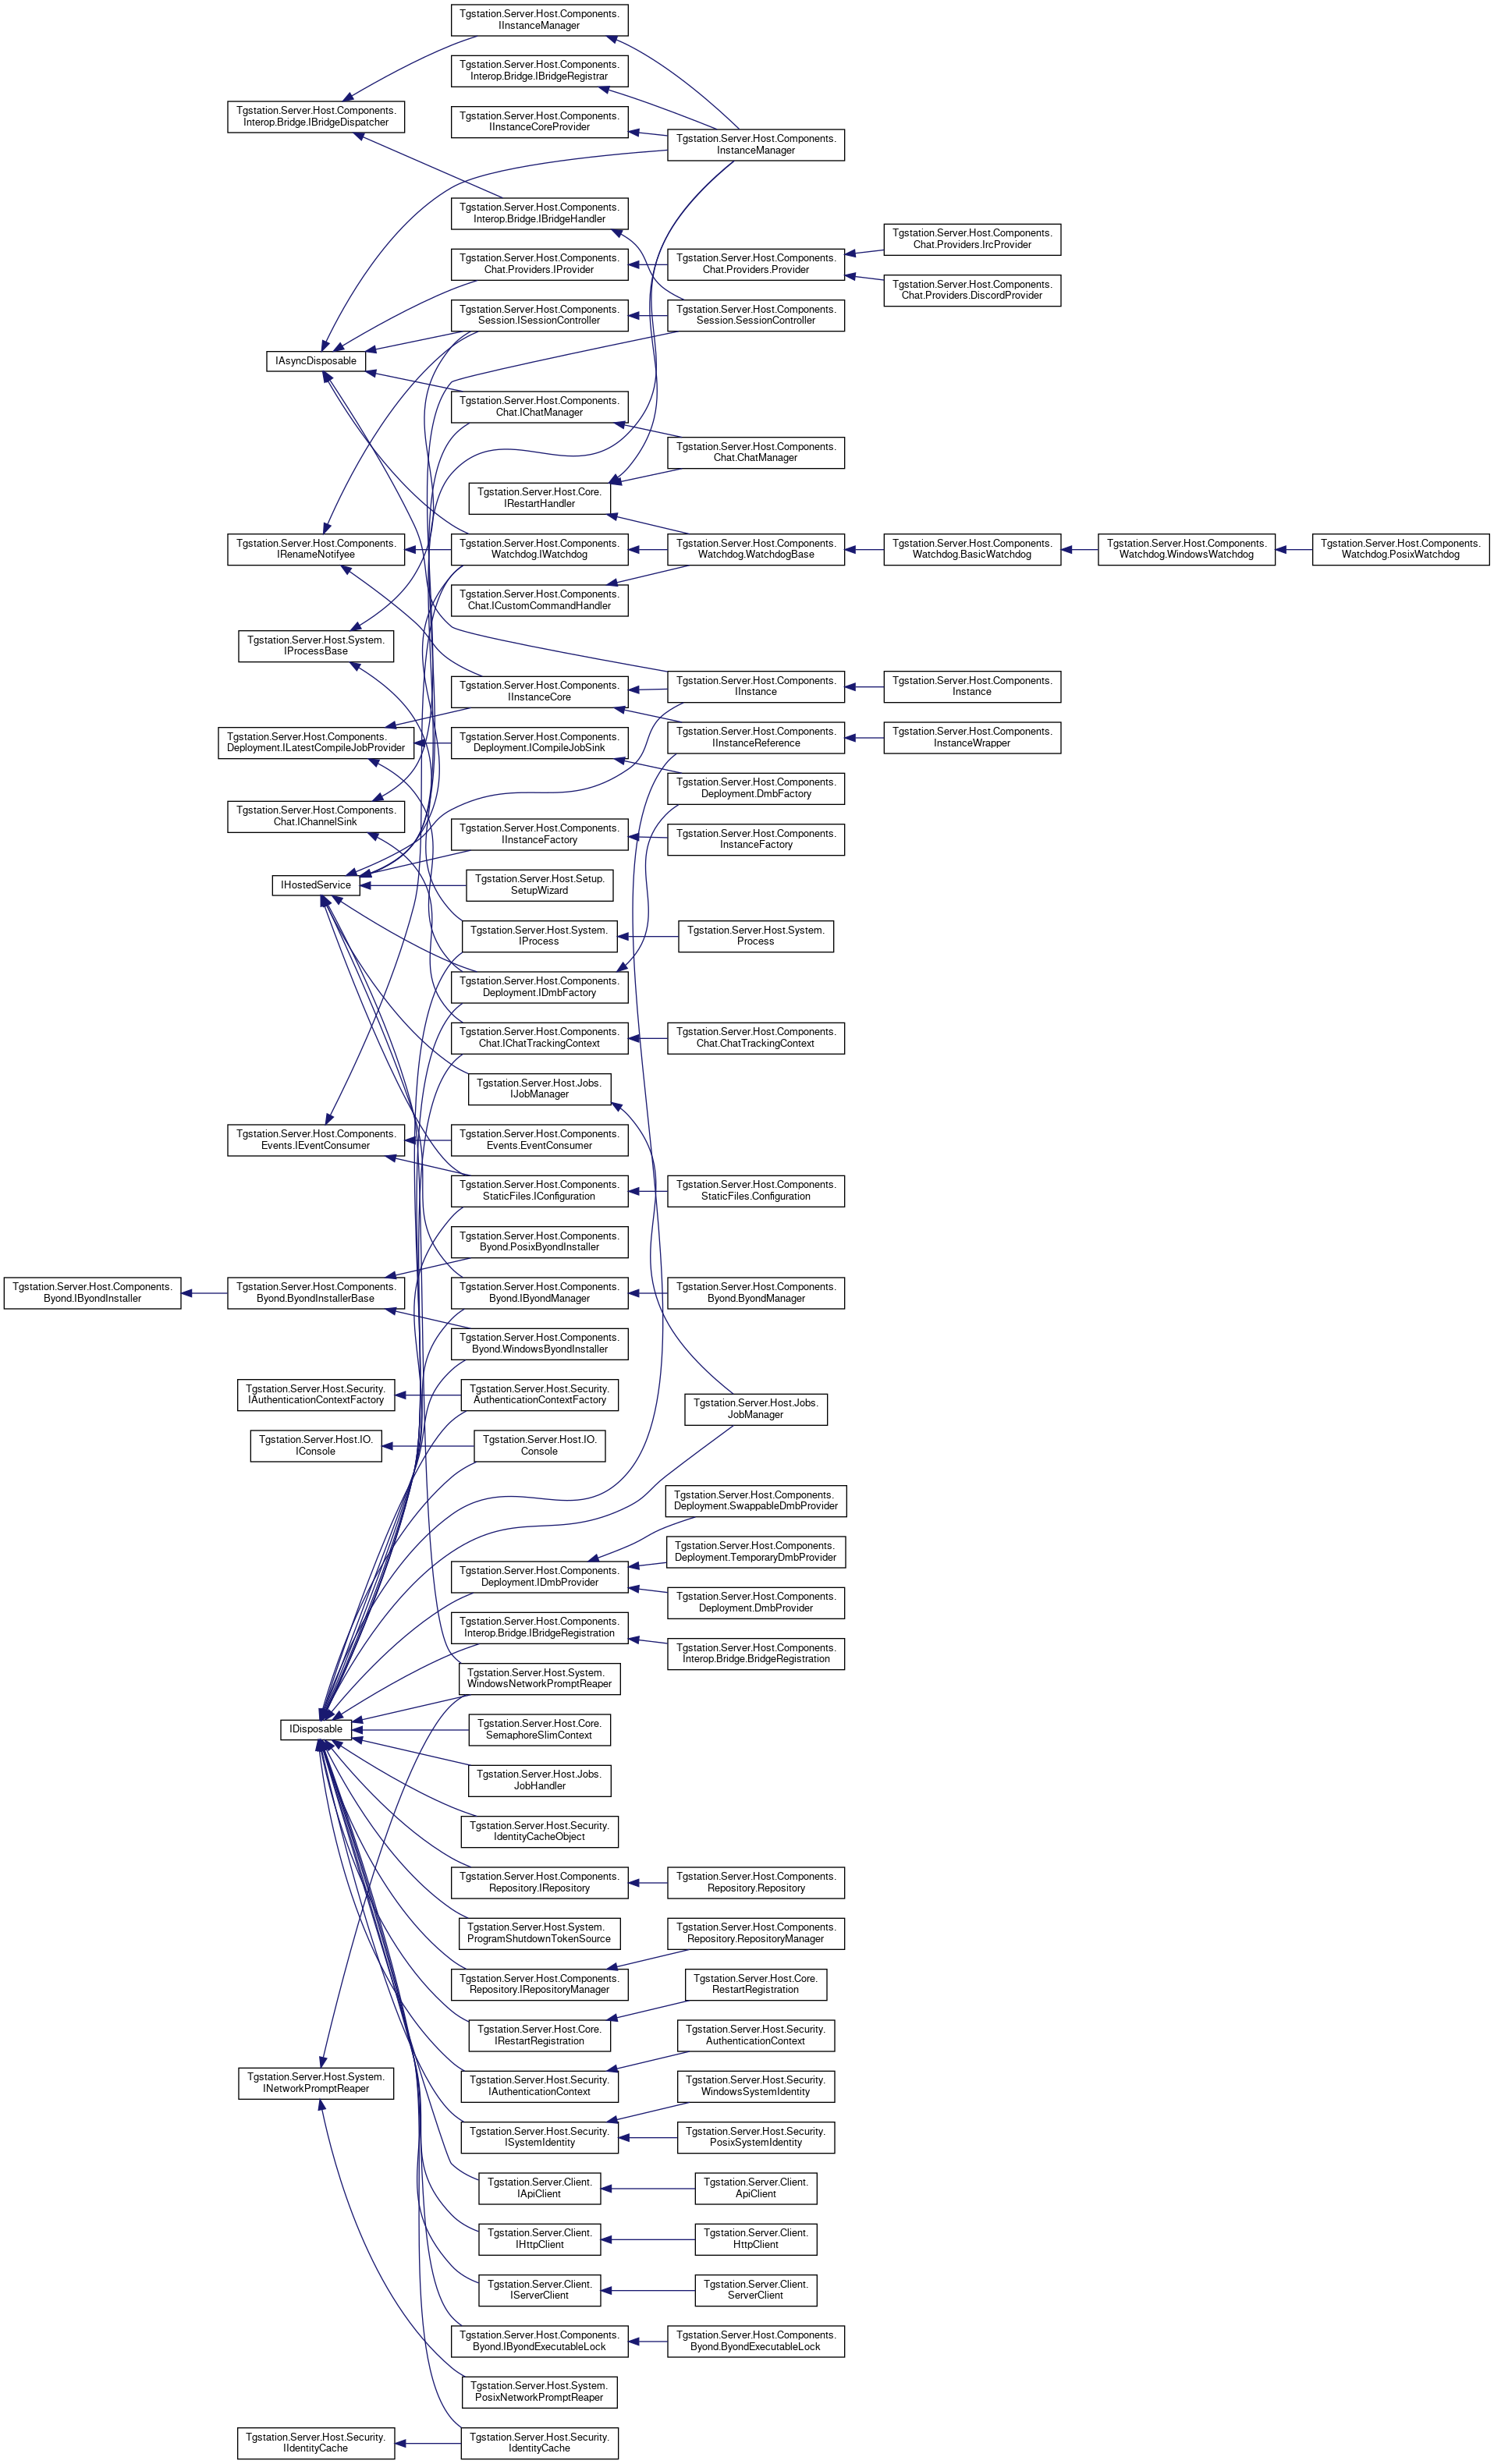 Tgstation.Server.Host.Components.
IInstanceManager
Tgstation.Server.Host.Components.
Interop.Bridge.IBridgeRegistrar
Tgstation.Server.Host.Components.
Interop.Bridge.IBridgeDispatcher
Tgstation.Server.Host.Components.
IInstanceCoreProvider
Tgstation.Server.Host.Components.
InstanceManager
Tgstation.Server.Host.Components.
Interop.Bridge.IBridgeHandler
Tgstation.Server.Host.Components.
Chat.Providers.IrcProvider
Tgstation.Server.Host.Components.
Chat.Providers.IProvider
Tgstation.Server.Host.Components.
Chat.Providers.Provider
Tgstation.Server.Host.Components.
Chat.Providers.DiscordProvider
Tgstation.Server.Host.Components.
Session.ISessionController
Tgstation.Server.Host.Components.
Session.SessionController
IAsyncDisposable
Tgstation.Server.Host.Components.
Chat.IChatManager
Tgstation.Server.Host.Components.
Chat.ChatManager
Tgstation.Server.Host.Core.
IRestartHandler
Tgstation.Server.Host.Components.
IRenameNotifyee
Tgstation.Server.Host.Components.
Watchdog.IWatchdog
Tgstation.Server.Host.Components.
Watchdog.WatchdogBase
Tgstation.Server.Host.Components.
Watchdog.BasicWatchdog
Tgstation.Server.Host.Components.
Watchdog.WindowsWatchdog
Tgstation.Server.Host.Components.
Watchdog.PosixWatchdog
Tgstation.Server.Host.Components.
Chat.ICustomCommandHandler
Tgstation.Server.Host.System.
IProcessBase
Tgstation.Server.Host.Components.
IInstanceCore
Tgstation.Server.Host.Components.
IInstance
Tgstation.Server.Host.Components.
Instance
Tgstation.Server.Host.Components.
Deployment.ILatestCompileJobProvider
Tgstation.Server.Host.Components.
Deployment.ICompileJobSink
Tgstation.Server.Host.Components.
IInstanceReference
Tgstation.Server.Host.Components.
InstanceWrapper
Tgstation.Server.Host.Components.
Deployment.DmbFactory
Tgstation.Server.Host.Components.
Chat.IChannelSink
Tgstation.Server.Host.Components.
IInstanceFactory
Tgstation.Server.Host.Components.
InstanceFactory
IHostedService
Tgstation.Server.Host.Setup.
SetupWizard
Tgstation.Server.Host.System.
IProcess
Tgstation.Server.Host.System.
Process
Tgstation.Server.Host.Components.
Deployment.IDmbFactory
Tgstation.Server.Host.Components.
Chat.IChatTrackingContext
Tgstation.Server.Host.Components.
Chat.ChatTrackingContext
Tgstation.Server.Host.Jobs.
IJobManager
Tgstation.Server.Host.Components.
Events.IEventConsumer
Tgstation.Server.Host.Components.
Events.EventConsumer
Tgstation.Server.Host.Components.
StaticFiles.IConfiguration
Tgstation.Server.Host.Components.
StaticFiles.Configuration
Tgstation.Server.Host.Components.
Byond.PosixByondInstaller
Tgstation.Server.Host.Components.
Byond.IByondInstaller
Tgstation.Server.Host.Components.
Byond.ByondInstallerBase
Tgstation.Server.Host.Components.
Byond.IByondManager
Tgstation.Server.Host.Components.
Byond.ByondManager
Tgstation.Server.Host.Components.
Byond.WindowsByondInstaller
Tgstation.Server.Host.Security.
IAuthenticationContextFactory
Tgstation.Server.Host.Security.
AuthenticationContextFactory
Tgstation.Server.Host.Jobs.
JobManager
Tgstation.Server.Host.IO.
IConsole
Tgstation.Server.Host.IO.
Console
Tgstation.Server.Host.Components.
Deployment.SwappableDmbProvider
Tgstation.Server.Host.Components.
Deployment.TemporaryDmbProvider
Tgstation.Server.Host.Components.
Deployment.IDmbProvider
Tgstation.Server.Host.Components.
Deployment.DmbProvider
Tgstation.Server.Host.Components.
Interop.Bridge.IBridgeRegistration
Tgstation.Server.Host.Components.
Interop.Bridge.BridgeRegistration
Tgstation.Server.Host.System.
WindowsNetworkPromptReaper
IDisposable
Tgstation.Server.Host.Core.
SemaphoreSlimContext
Tgstation.Server.Host.Jobs.
JobHandler
Tgstation.Server.Host.Security.
IdentityCacheObject
Tgstation.Server.Host.Components.
Repository.IRepository
Tgstation.Server.Host.Components.
Repository.Repository
Tgstation.Server.Host.System.
ProgramShutdownTokenSource
Tgstation.Server.Host.Components.
Repository.RepositoryManager
Tgstation.Server.Host.Components.
Repository.IRepositoryManager
Tgstation.Server.Host.Core.
RestartRegistration
Tgstation.Server.Host.Core.
IRestartRegistration
Tgstation.Server.Host.Security.
AuthenticationContext
Tgstation.Server.Host.System.
INetworkPromptReaper
Tgstation.Server.Host.Security.
IAuthenticationContext
Tgstation.Server.Host.Security.
WindowsSystemIdentity
Tgstation.Server.Host.Security.
ISystemIdentity
Tgstation.Server.Host.Security.
PosixSystemIdentity
Tgstation.Server.Client.
IApiClient
Tgstation.Server.Client.
ApiClient
Tgstation.Server.Client.
IHttpClient
Tgstation.Server.Client.
HttpClient
Tgstation.Server.Client.
IServerClient
Tgstation.Server.Client.
ServerClient
Tgstation.Server.Host.Components.
Byond.IByondExecutableLock
Tgstation.Server.Host.Components.
Byond.ByondExecutableLock
Tgstation.Server.Host.System.
PosixNetworkPromptReaper
Tgstation.Server.Host.Security.
IIdentityCache
Tgstation.Server.Host.Security.
IdentityCache